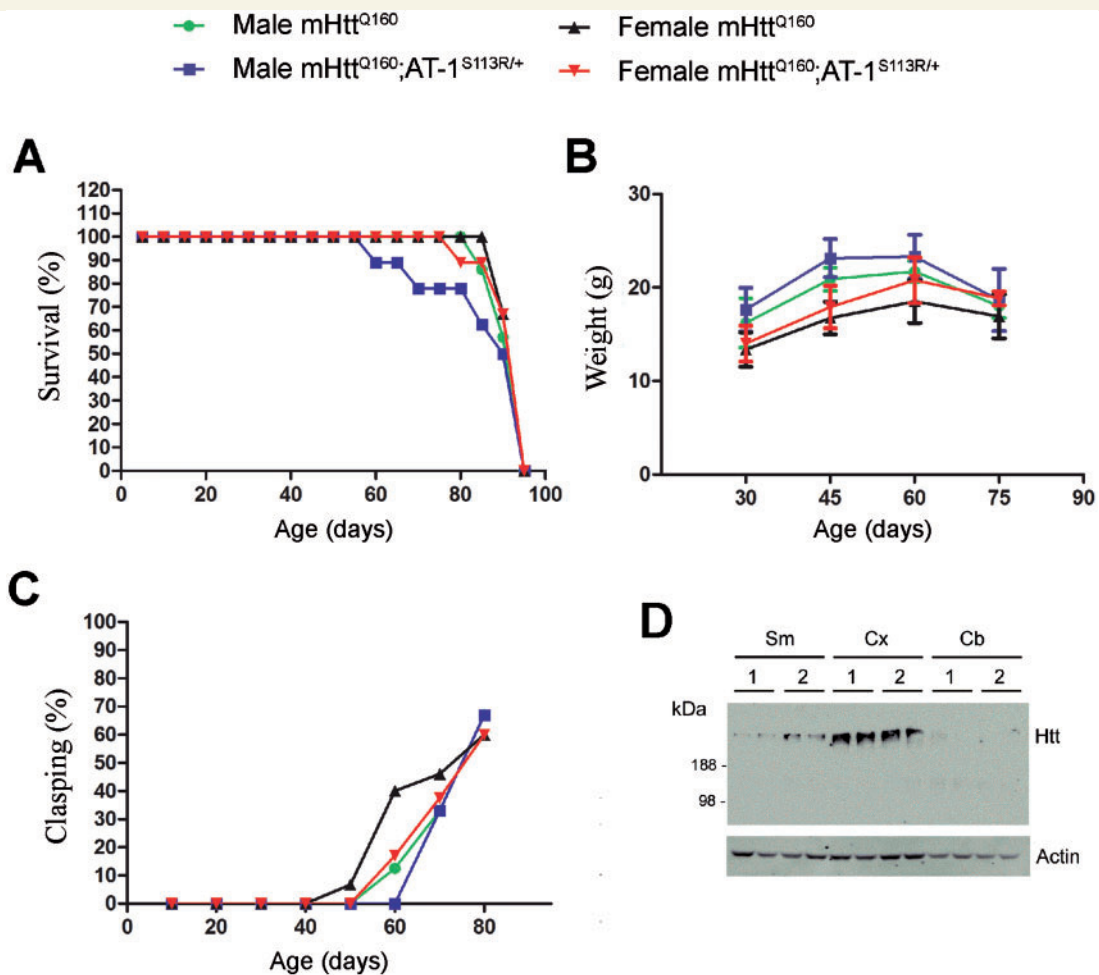 Male mHtt^Q160
Female mHtt^Q160
Male mHtt^Q160;AT-1^S113R/+
Female mHtt^Q160;AT-1^S113R/+
A
120
110
100
90
80
70
60
50
40
30
20
10
0
Survival (%)
0 20 40 60 80 100
Age (days)
B
30
20
10
0
Weight (g)
30 45 60 75 90
Age (days)
C
100
90
80
70
60
50
40
30
20
10
0
Clasping (%)
0 20 40 60 80
Age (days)
D
Sm Cx Cb
1 2 1 2 1 2
kDa
Htt
188 -
98 -
Actin